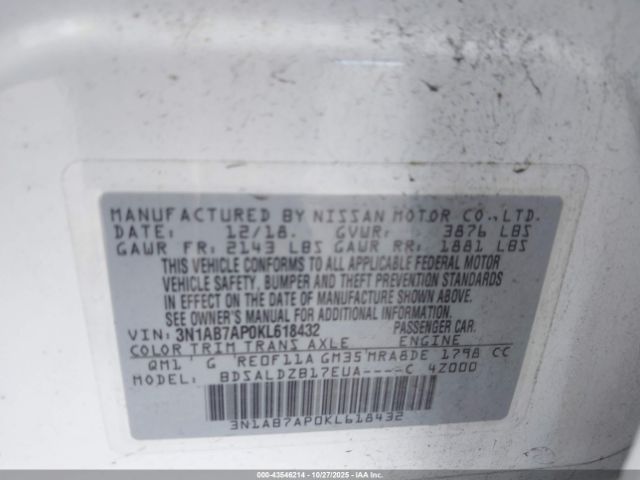 MANUFACTURED BY NISSAN MOTOR CO., LTD.
DATE: 12/18. GVWR: 3876 LBS
GAWR FR: 2143 LBS GAWR RR: 1881 LBS
THIS VEHICLE CONFORMS TO ALL APPLICABLE FEDERAL MOTOR
VEHICLE SAFETY, BUMPER AND THEFT PREVENTION STANDARDS
IN EFFECT ON THE DATE OF MANUFACTURE SHOWN ABOVE.
SEE OWNER'S MANUAL FOR ADDITIONAL INFORMATION.
VIN: 3N1AB7AP0KL618432 PASSENGER CAR.
COLOR TRIM TRANS AXLE ENGINE
QM1 G RE0F11A GM35 MRA8DE 1798 CC
MODEL: BDSALDZB17EUA----C 4Z000
3N1AB7AP0KL618432
© IAA - 43546214 - 10/27/2025 - IAAI.com